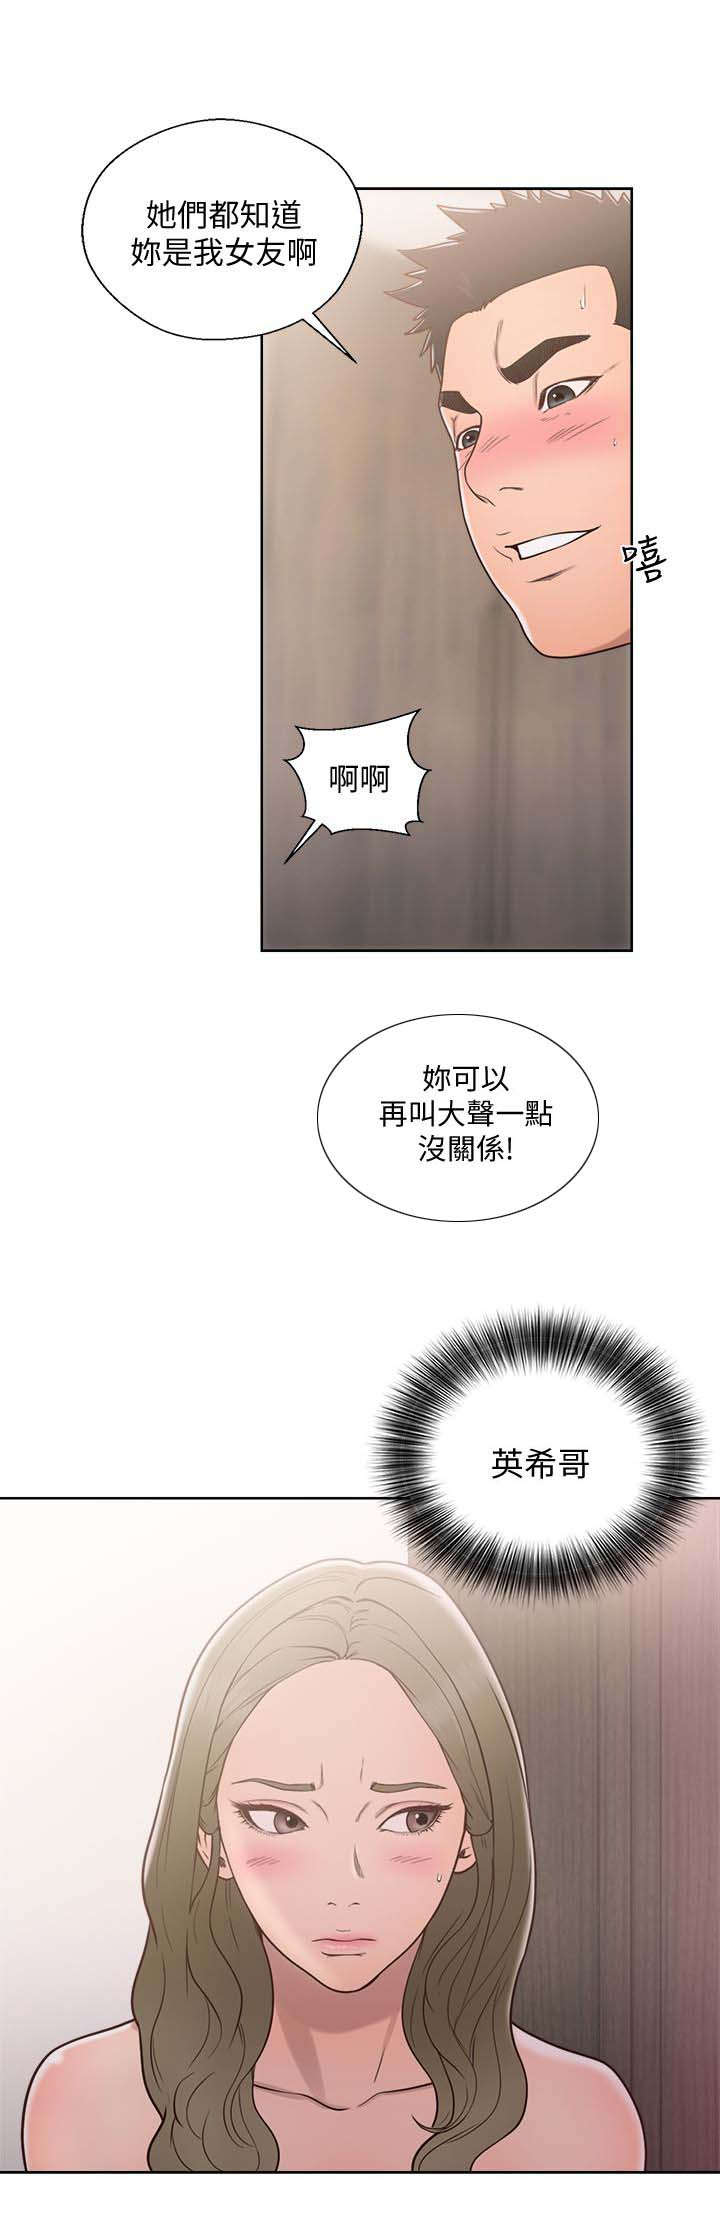 她們都知道
妳是我女友啊
嘻
啊啊
妳可以
再叫大聲一點
沒關係!
英希哥